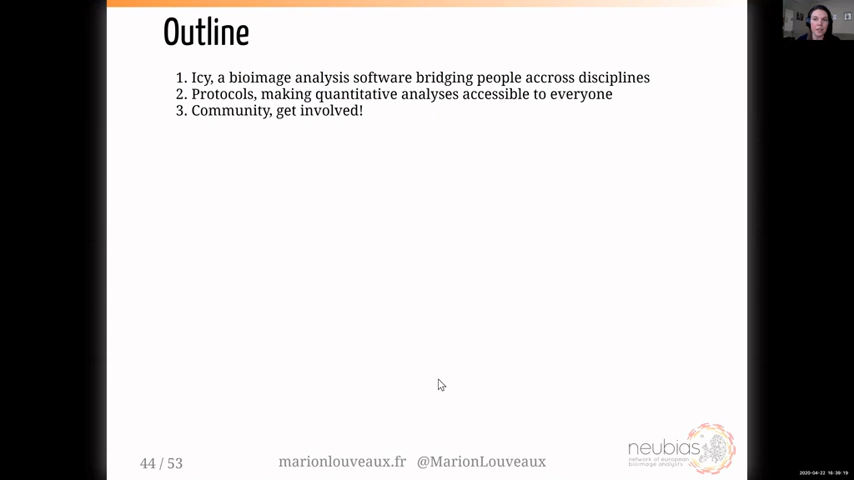 Outline
1. Icy, a bioimage analysis software bridging people accross disciplines
2. Protocols, making quantitative analyses accessible to everyone
3. Community, get involved!
44 / 53
marionlouveaux.fr @MarionLouveaux
neubias
network of european
bioimage analysts
2020-04-22 16:39:19